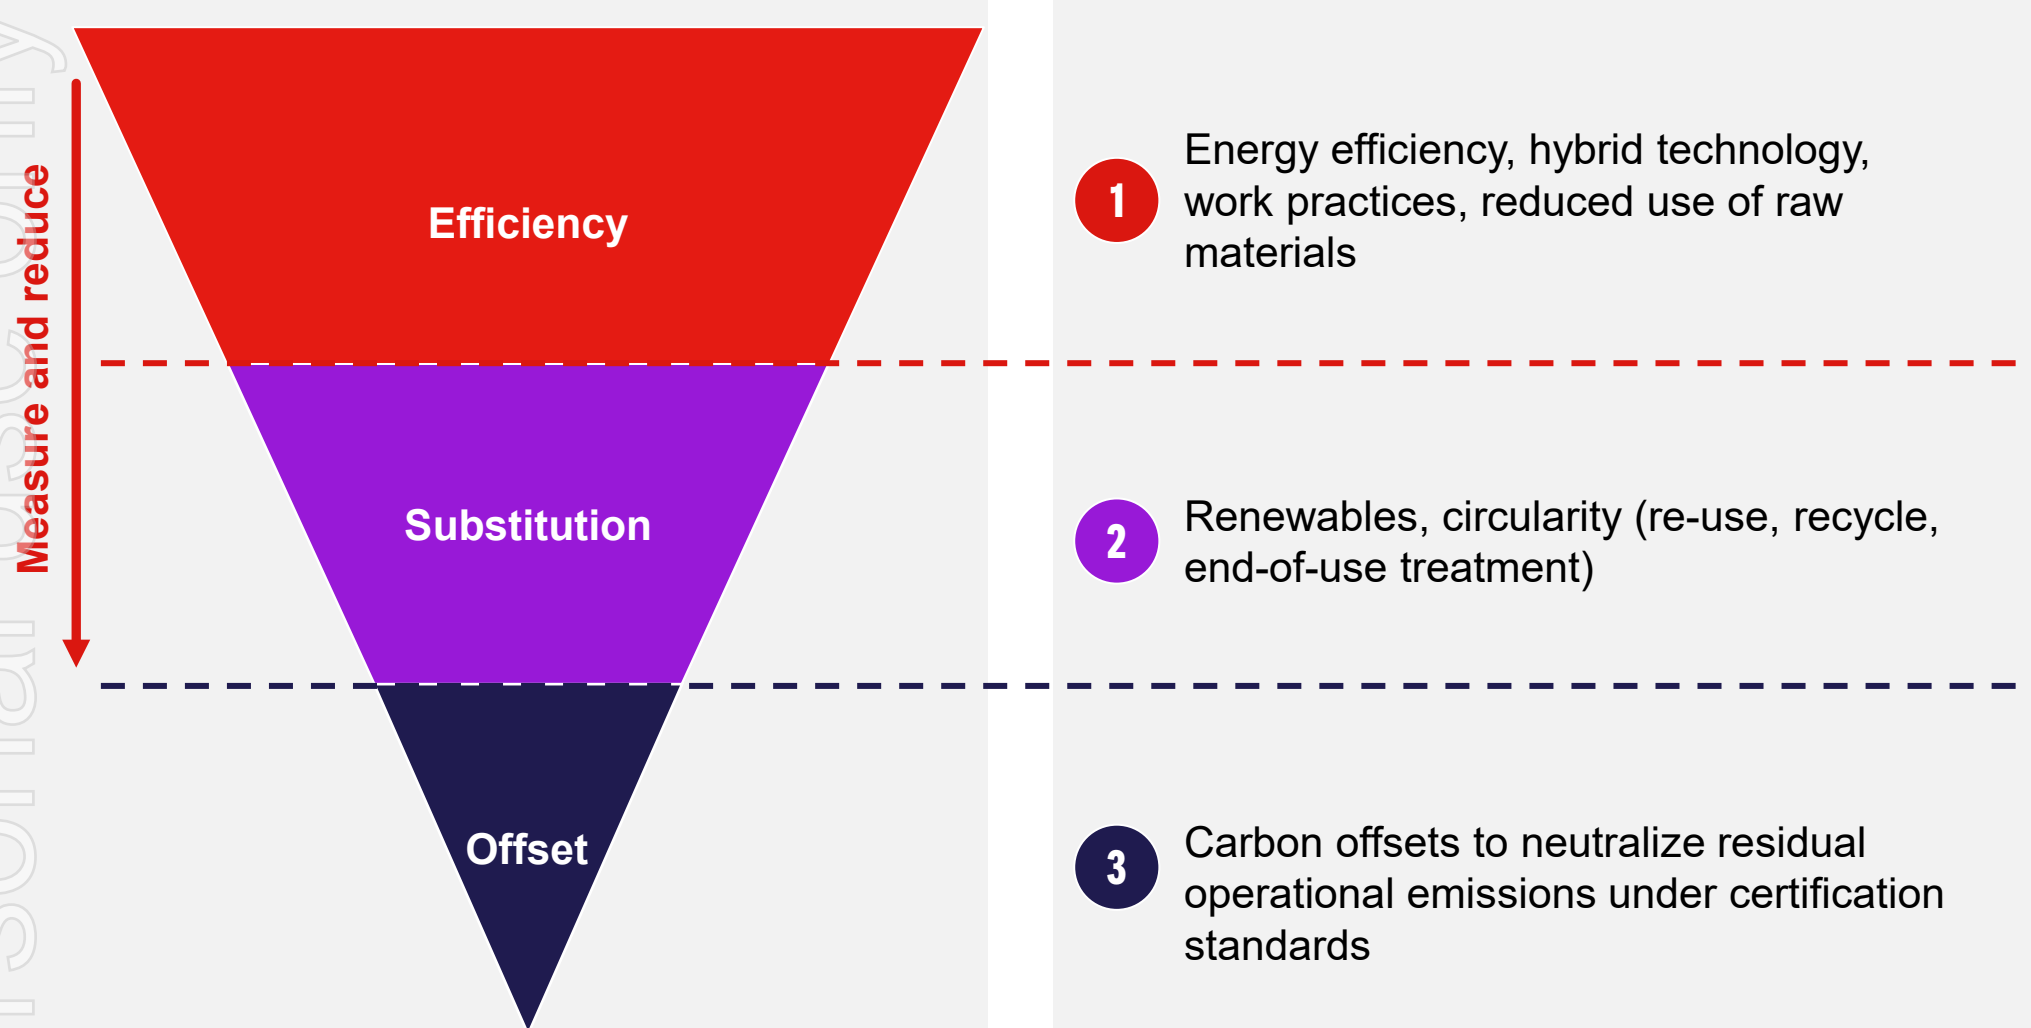 Measure and reduce
Efficiency
Substitution
Offset
1
Energy efficiency, hybrid technology,
work practices, reduced use of raw
materials
2
Renewables, circularity (re-use, recycle,
end-of-use treatment)
3
Carbon offsets to neutralize residual
operational emissions under certification
standards